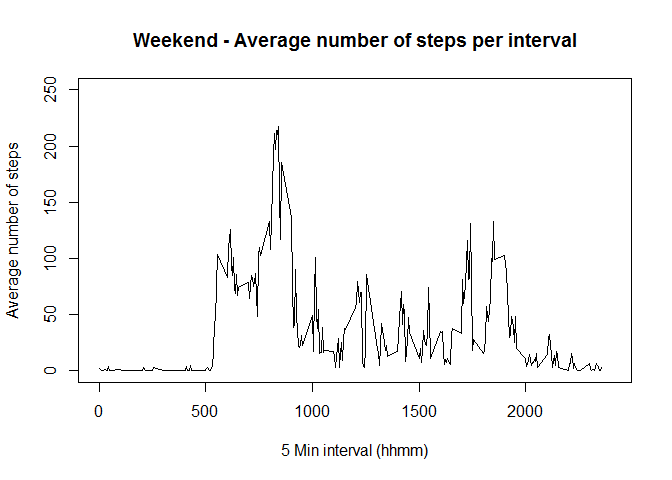 Weekend - Average number of steps per interval
Average number of steps
250
200
150
100
50
0
0 500 1000 1500 2000
5 Min interval (hhmm)